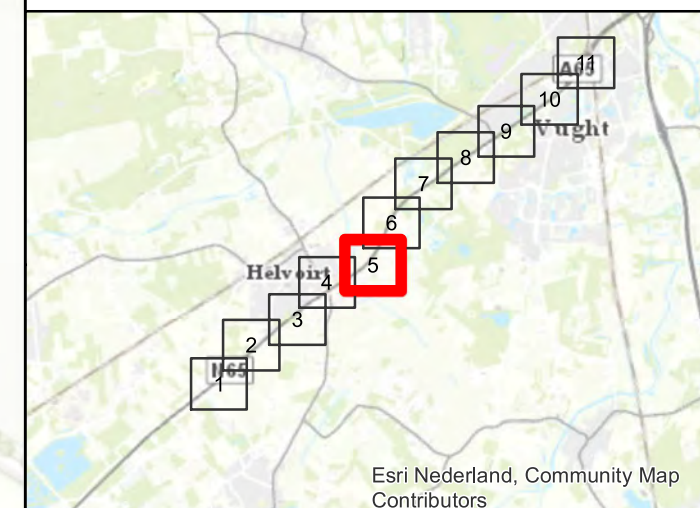 11
A65
10
Vught
9
8
7
6
5
Helvoirt
4
3
2
N65
1
Esri Nederland, Community Map
Contributors